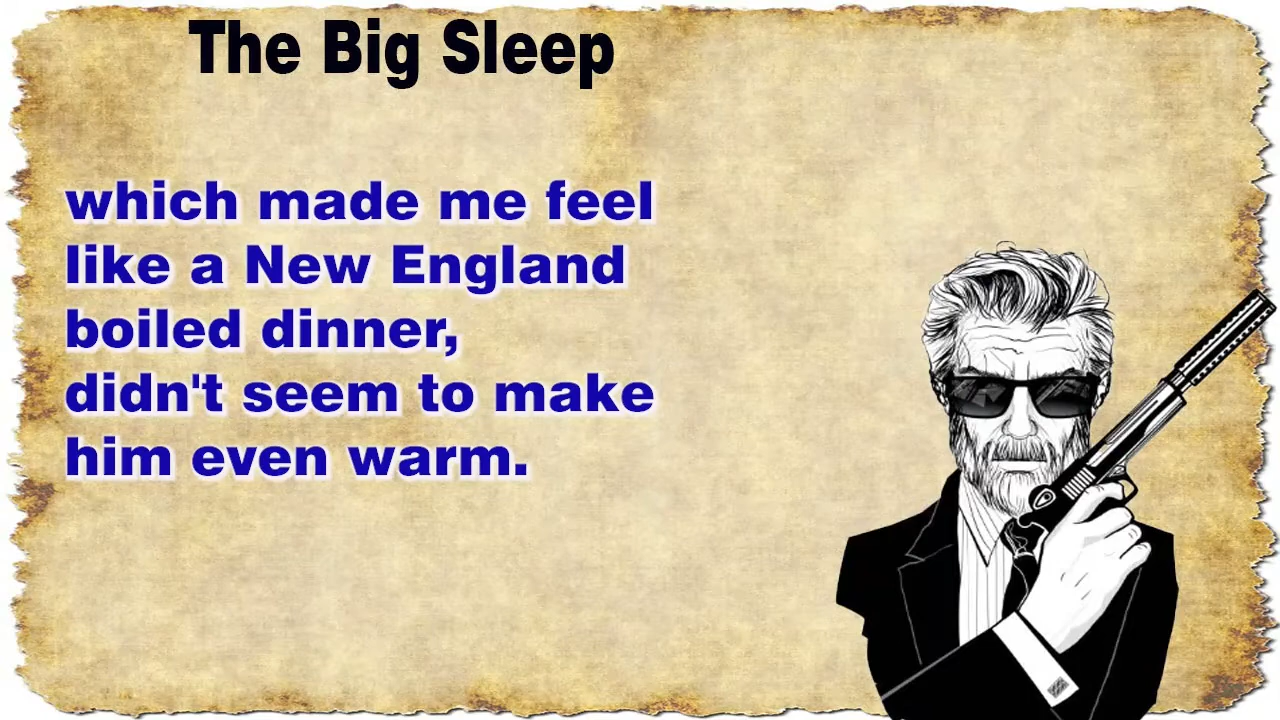 The Big Sleep
which made me feel
like a New England
boiled dinner,
didn't seem to make
him even warm.